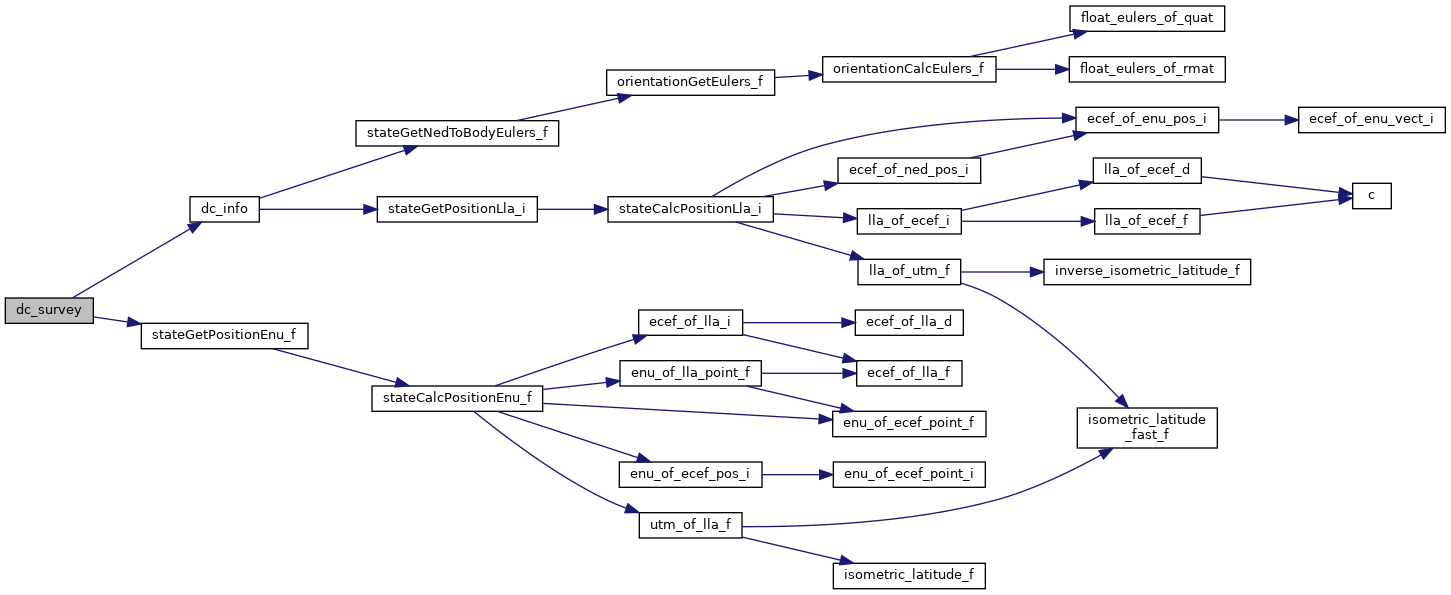 float_eulers_of_quat
orientationCalcEulers_f
float_eulers_of_rmat
orientationGetEulers_f
stateGetNedToBodyEulers_f
ecef_of_enu_pos_i
ecef_of_enu_vect_i
ecef_of_ned_pos_i
lla_of_ecef_d
c
dc_info
stateGetPositionLla_i
stateCalcPositionLla_i
lla_of_ecef_i
lla_of_ecef_f
lla_of_utm_f
inverse_isometric_latitude_f
dc_survey
stateGetPositionEnu_f
ecef_of_lla_i
ecef_of_lla_d
enu_of_lla_point_f
ecef_of_lla_f
stateCalcPositionEnu_f
enu_of_ecef_point_f
isometric_latitude
_fast_f
enu_of_ecef_pos_i
enu_of_ecef_point_i
utm_of_lla_f
isometric_latitude_f